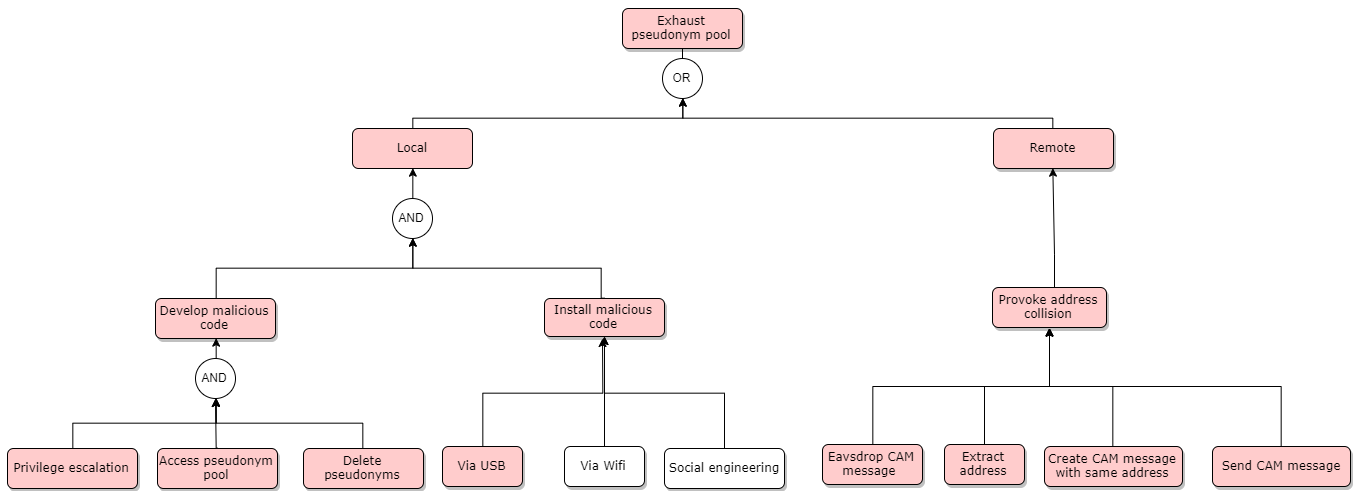 Exhaust
pseudonym pool
OR
Local
Remote
AND
Develop malicious
code
Install malicious
code
Provoke address
collision
AND
Privilege escalation
Access pseudonym
pool
Delete
pseudonyms
Via USB
Via Wifi
Social engineering
Eavsdrop CAM
message
Extract
address
Create CAM message
with same address
Send CAM message